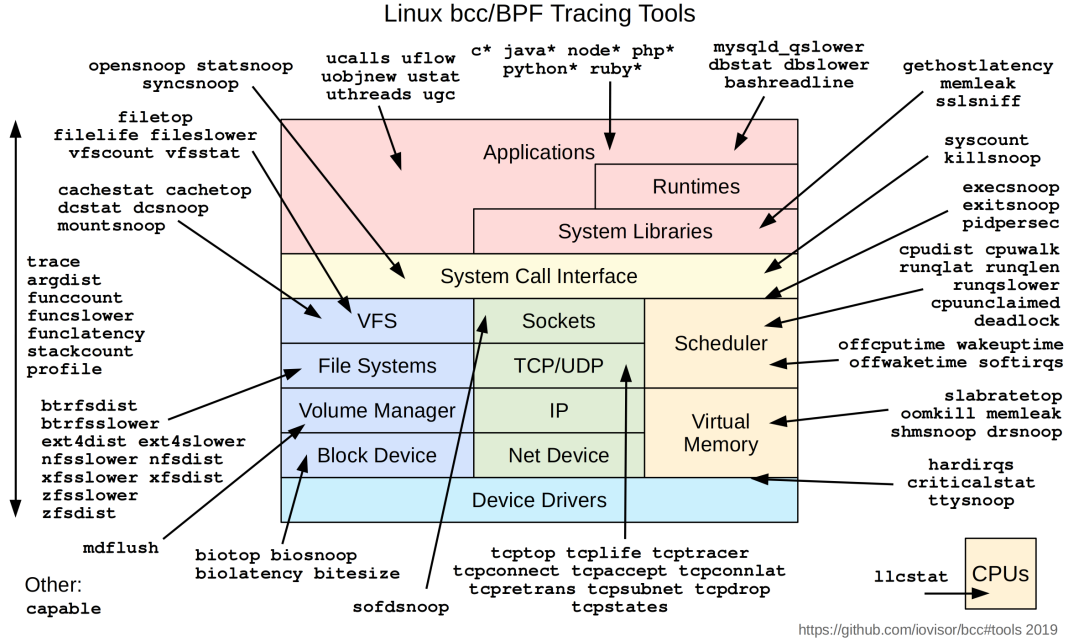 Linux bcc/BPF Tracing Tools
opensnoop statsnoop
syncsnoop
ucalls uflow
uobjnew ustat
uthreads ugc
c* java* node* php*
python* ruby*
mysqld_qslower
dbstat dbslower
bashreadline
gethostlatency
memleak
sslsniff
filetop
filelife fileslower
vfscount vfsstat
syscount
killsnoop
cachestat cachetop
dcstat dcsnoop
mountsnoop
execsnoop
exitsnoop
pidpersec
trace
argdist
funccount
funcslower
funclatency
stackcount
profile
cpudist cpuwalk
runqlat runqlen
runqslower
cpuunclaimed
deadlock
offcputime wakeuptime
offwaketime softirqs
btrfsdist
btrfsslower
ext4dist ext4slower
nfsslower nfsdist
xfsslower xfsdist
zfsslower
zfsdist
slabratetop
oomkill memleak
shmsnoop drsnoop
hardirqs
criticalstat
ttysnoop
Applications
Runtimes
System Libraries
System Call Interface
VFS
Sockets
Scheduler
File Systems
TCP/UDP
Volume Manager
IP
Virtual
Memory
Block Device
Net Device
Device Drivers
mdflush
biotop biosnoop
biolatency bitesize
sofdsnoop
tcptop tcplife tcptracer
tcpconnect tcpaccept tcpconnlat
tcpretrans tcpsubnet tcpdrop
tcpstates
llcstat
CPUs
Other:
capable
https://github.com/iovisor/bcc#tools 2019